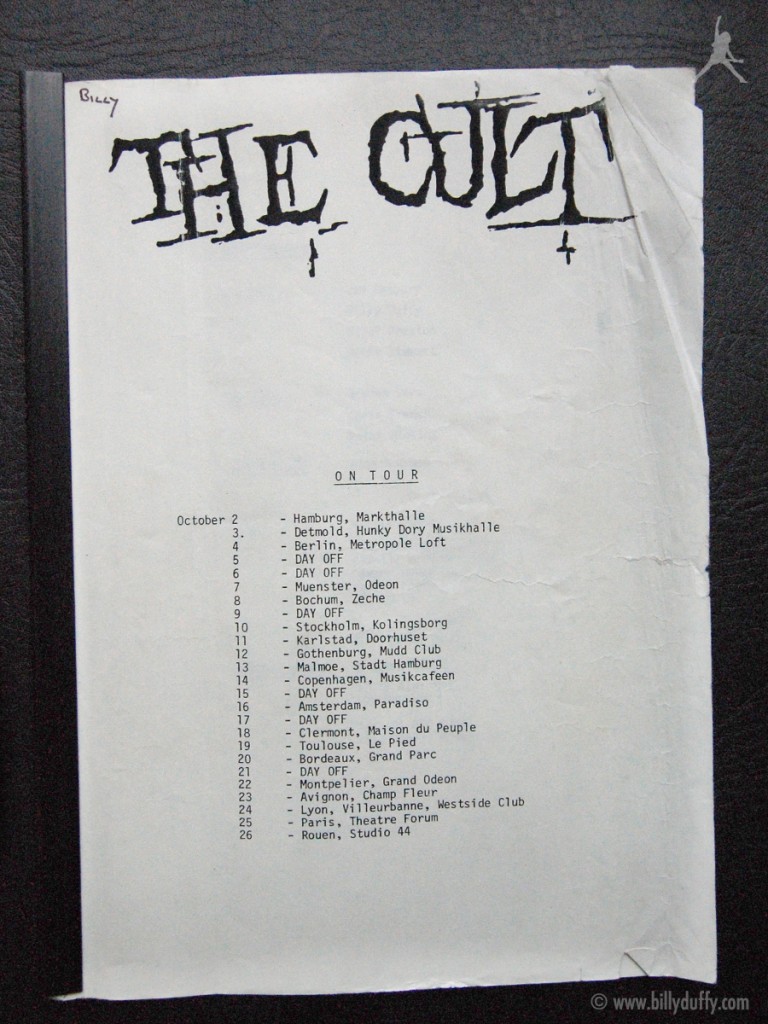 BILLY
THE CULT
ON TOUR
October 2 - Hamburg, Markthalle
3. - Detmold, Hunky Dory Musikhalle
4 - Berlin, Metropole Loft
5 - DAY OFF
6 - DAY OFF
7 - Muenster, Odeon
8 - Bochum, Zeche
9 - DAY OFF
10 - Stockholm, Kolingsborg
11 - Karlstad, Doorhuset
12 - Gothenburg, Mudd Club
13 - Malmoe, Stadt Hamburg
14 - Copenhagen, Musikcafeen
15 - DAY OFF
16 - Amsterdam, Paradiso
17 - DAY OFF
18 - Clermont, Maison du Peuple
19 - Toulouse, Le Pied
20 - Bordeaux, Grand Parc
21 - DAY OFF
22 - Montpelier, Grand Odeon
23 - Avignon, Champ Fleur
24 - Lyon, Villeurbanne, Westside Club
25 - Paris, Theatre Forum
26 - Rouen, Studio 44
© www.billyduffy.com